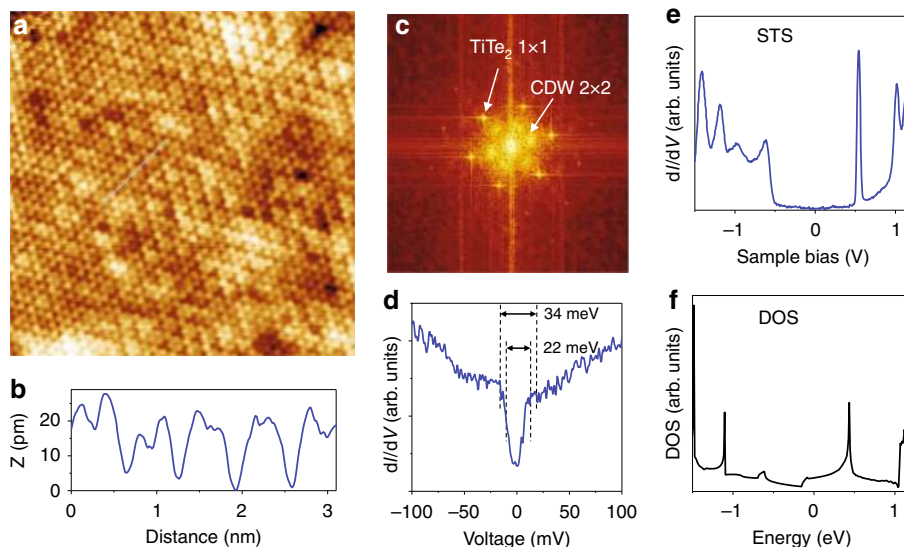 a
b
Z (pm)
20
10
0
0
1
2
3
Distance (nm)
c
TiTe2 1×1
CDW 2×2
d
34 meV
22 meV
dI/dV (arb. units)
–100
–50
0
50
100
Voltage (mV)
e
STS
dI/dV (arb. units)
–1
0
1
Sample bias (V)
f
DOS
DOS (arb. units)
–1
0
1
Energy (eV)